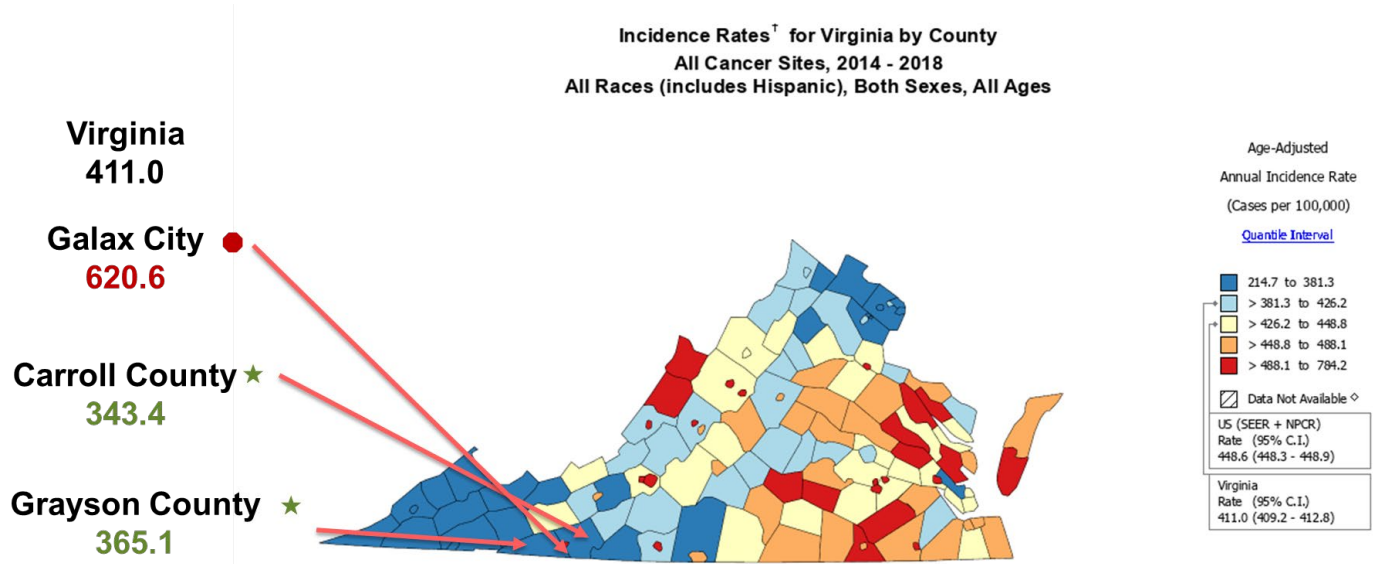 Incidence Rates† for Virginia by County
All Cancer Sites, 2014 - 2018
All Races (includes Hispanic), Both Sexes, All Ages
Virginia
411.0
Galax City
620.6
Carroll County
343.4
Grayson County
365.1
Age-Adjusted
Annual Incidence Rate
(Cases per 100,000)
Quantile Interval
214.7 to 381.3
> 381.3 to 426.2
> 426.2 to 448.8
> 448.8 to 488.1
> 488.1 to 784.2
Data Not Available ◇
US (SEER + NPCR)
Rate (95% C.I.)
448.6 (448.3 - 448.9)
Virginia
Rate (95% C.I.)
411.0 (409.2 - 412.8)